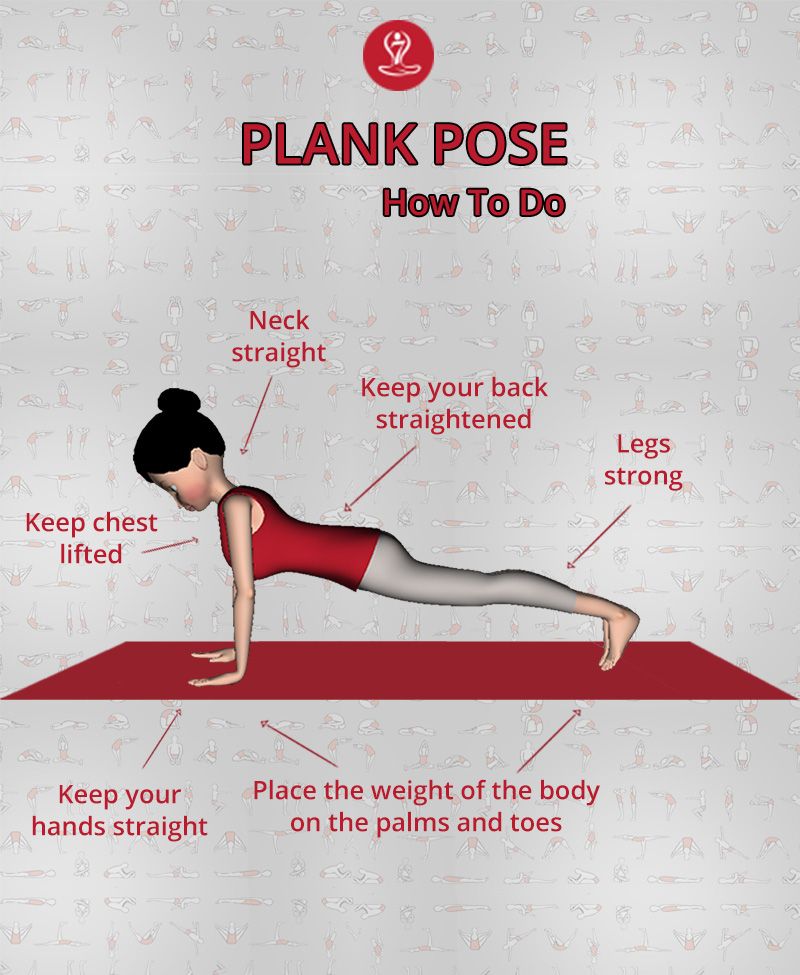 PLANK POSE
How To Do
Neck
straight
Keep your back
straightened
Legs
strong
Keep chest
lifted
Keep your
hands straight
Place the weight of the body
on the palms and toes